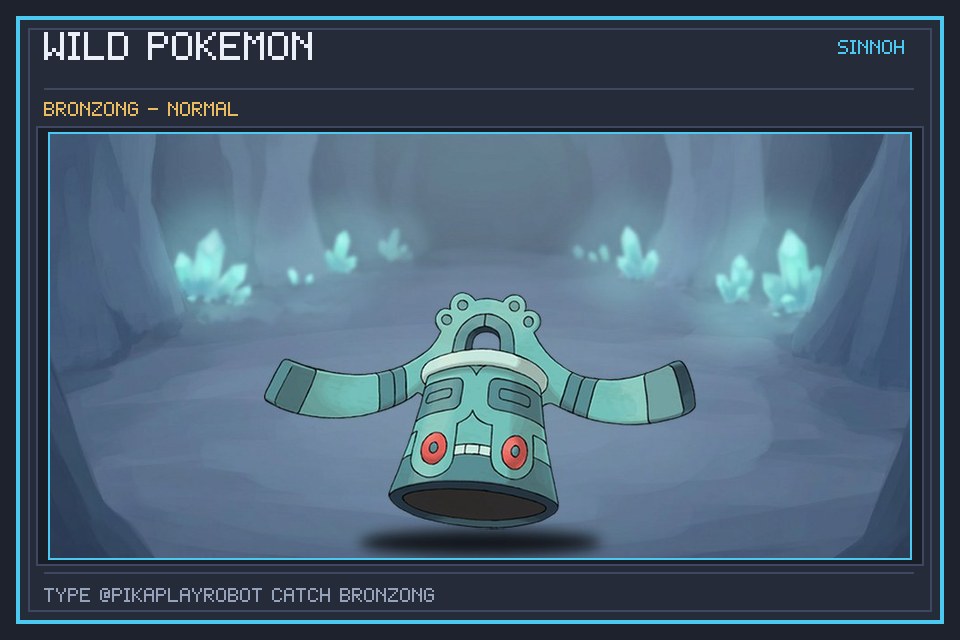 WILD POKEMON
SINNOH
BRONZONG - NORMAL
TYPE @PIKAPLAYROBOT CATCH BRONZONG